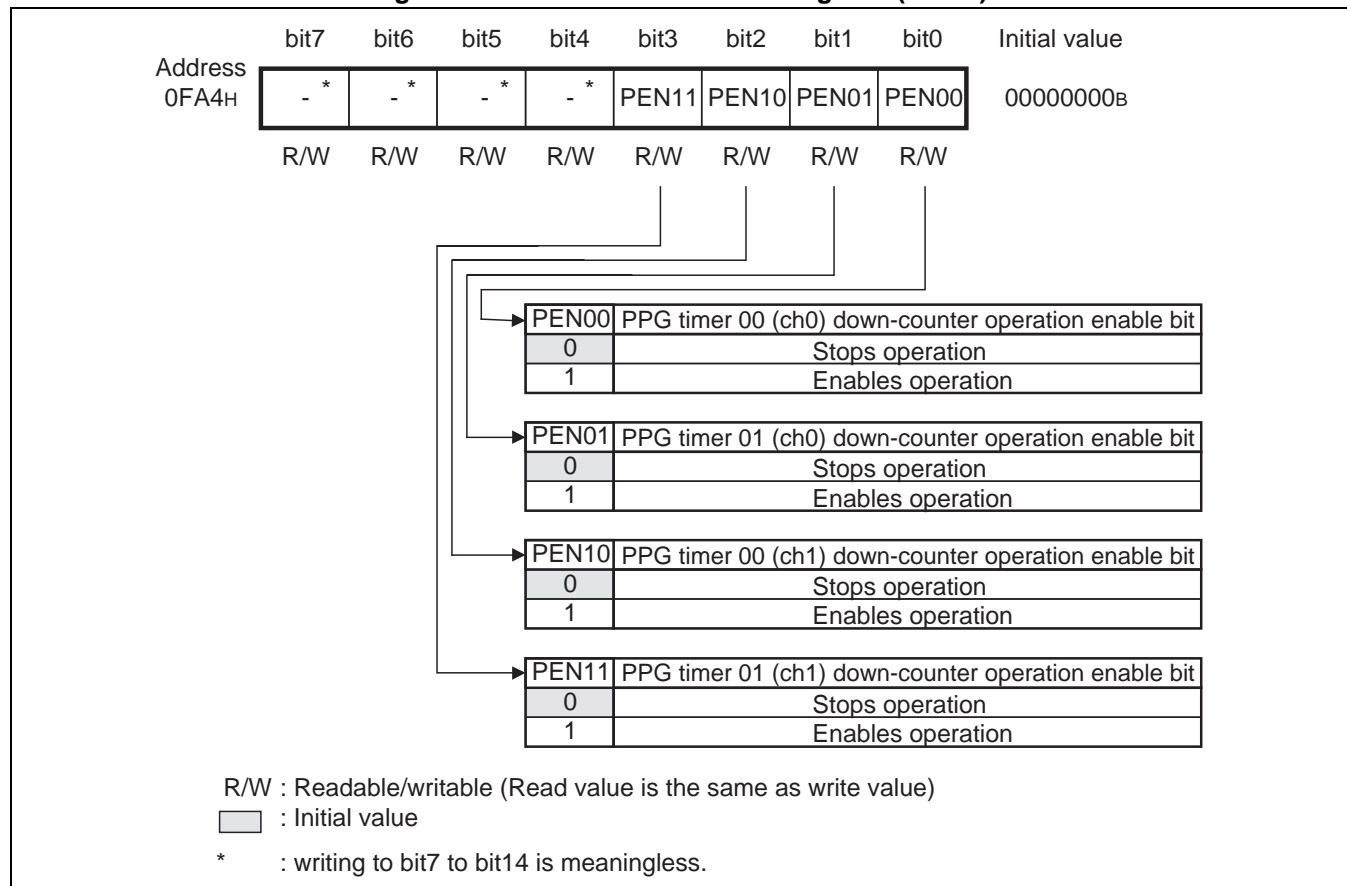 bit7 bit6 bit5 bit4 bit3 bit2 bit1 bit0 Initial value
Address
0FA4H - * - * - * - * PEN11 PEN10 PEN01 PEN00 00000000B
R/W R/W R/W R/W R/W R/W R/W R/W
PEN00 PPG timer 00 (ch0) down-counter operation enable bit
0 Stops operation
1 Enables operation
PEN01 PPG timer 01 (ch0) down-counter operation enable bit
0 Stops operation
1 Enables operation
PEN10 PPG timer 00 (ch1) down-counter operation enable bit
0 Stops operation
1 Enables operation
PEN11 PPG timer 01 (ch1) down-counter operation enable bit
0 Stops operation
1 Enables operation
R/W : Readable/writable (Read value is the same as write value)
: Initial value
* : writing to bit7 to bit14 is meaningless.